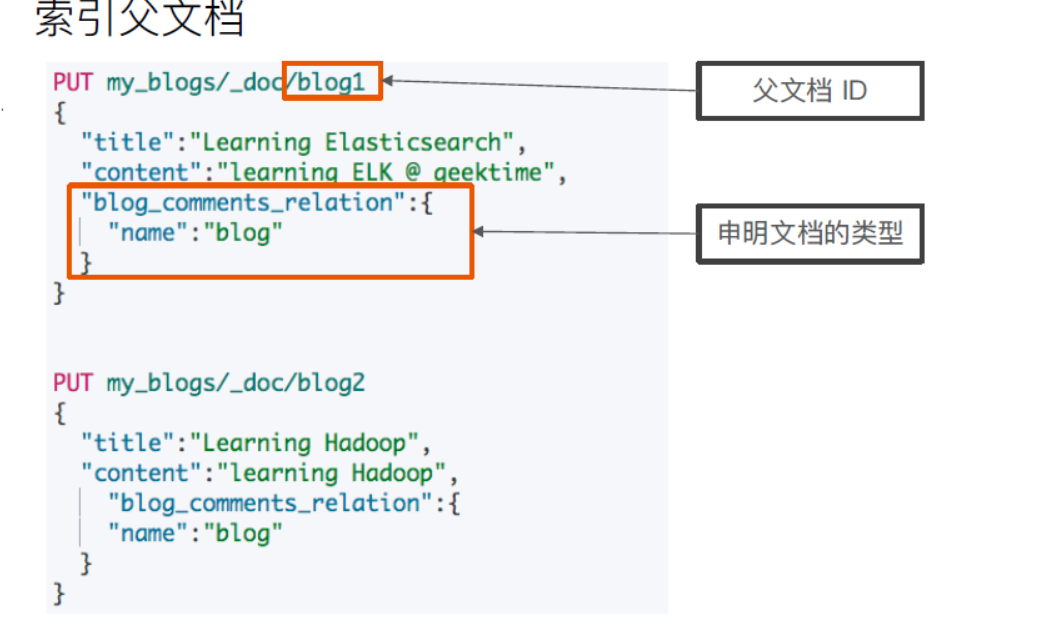 索引父文档
PUT my_blogs/_doc/blog1
父文档 ID
{
"title":"Learning Elasticsearch",
"content":"learning ELK @ geektime",
"blog_comments_relation":{
"name":"blog"
申明文档的类型
}
}
PUT my_blogs/_doc/blog2
{
"title":"Learning Hadoop",
"content":"learning Hadoop",
"blog_comments_relation":{
"name":"blog"
}
}